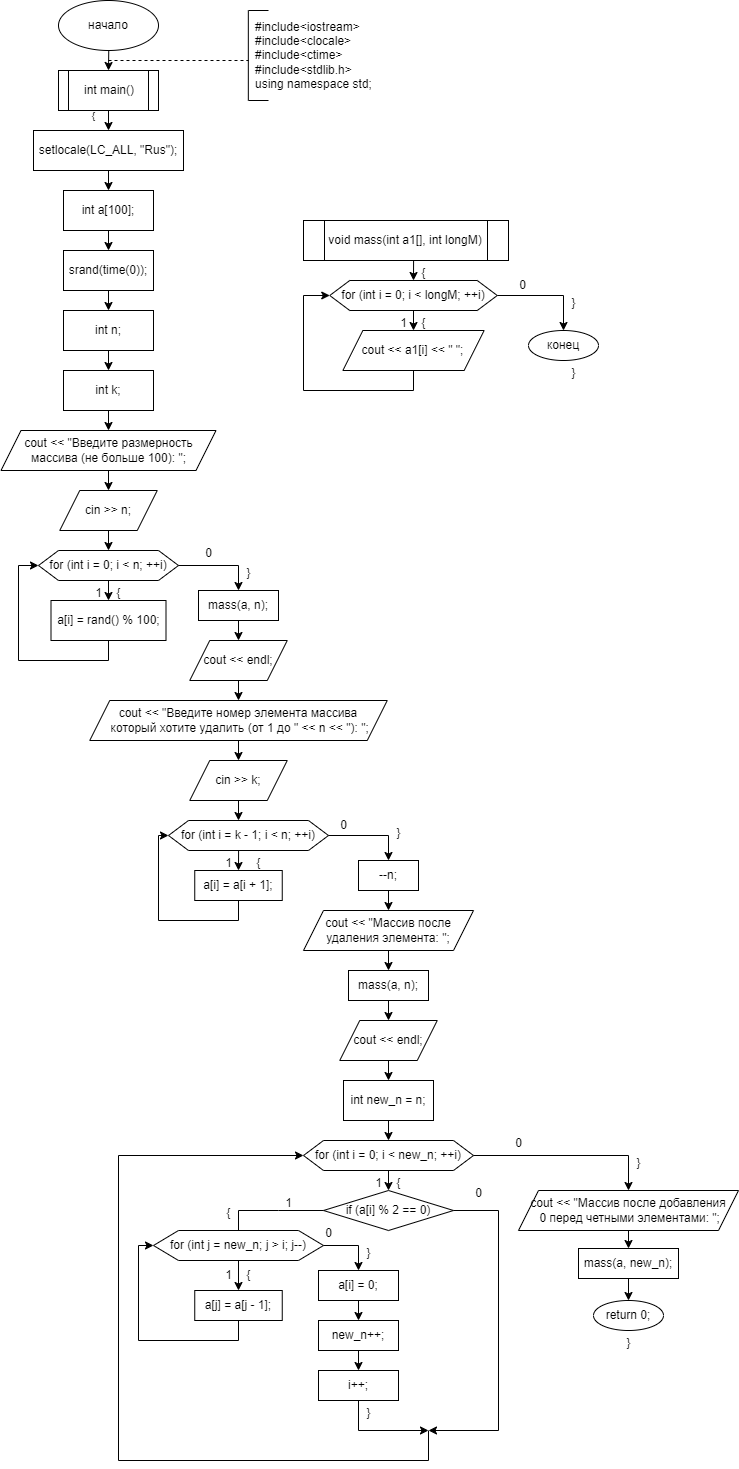 начало
#include<iostream>
#include<clocale>
#include<ctime>
#include<stdlib.h>
using namespace std;
int main()
{
setlocale(LC_ALL, "Rus");
int a[100];
srand(time(0));
int n;
int k;
cout << "Введите размерность
массива (не больше 100): ";
cin >> n;
for (int i = 0; i < n; ++i)
0
1
{
}
a[i] = rand() % 100;
mass(a, n);
cout << endl;
cout << "Введите номер элемента массива
который хотите удалить (от 1 до " << n << "): ";
cin >> k;
for (int i = k - 1; i < n; ++i)
0
}
1
{
a[i] = a[i + 1];
--n;
cout << "Массив после
удаления элемента: ";
mass(a, n);
cout << endl;
int new_n = n;
for (int i = 0; i < new_n; ++i)
0
}
1
{
if (a[i] % 2 == 0)
1
0
{
for (int j = new_n; j > i; j--)
0
}
1
{
a[j] = a[j - 1];
a[i] = 0;
new_n++;
i++;
}
cout << "Массив после добавления
0 перед четными элементами: ";
mass(a, new_n);
return 0;
}
void mass(int a1[], int longM)
{
for (int i = 0; i < longM; ++i)
0
}
1
{
cout << a1[i] << " ";
конец
}